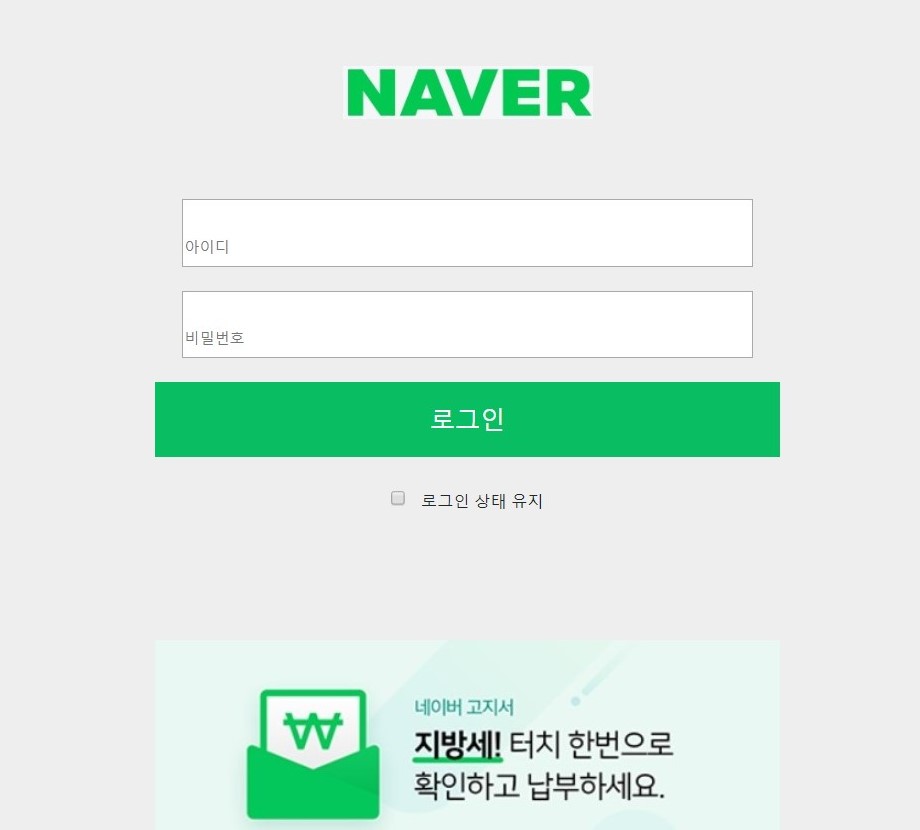 NAVER
아이디
비밀번호
로그인
로그인 상태 유지
네이버 고지서
지방세! 터치 한번으로
확인하고 납부하세요.